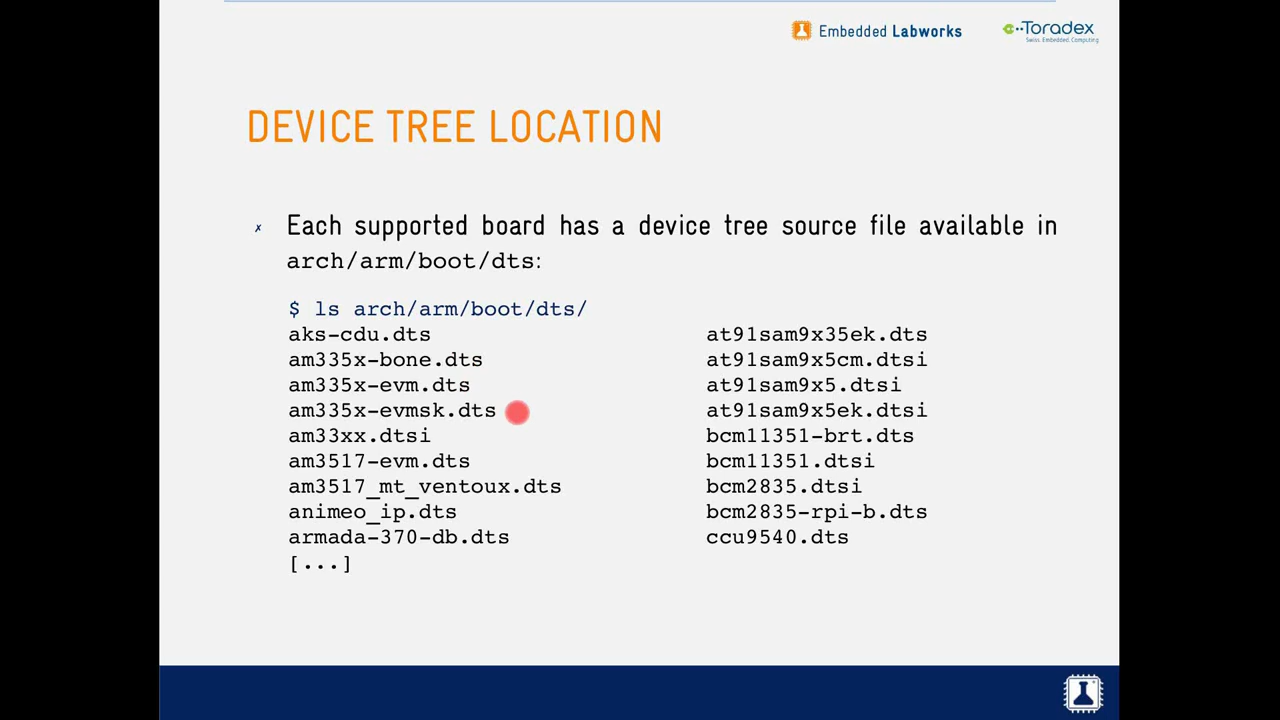 Embedded Labworks
Toradex
Swiss. Embedded. Computing.
DEVICE TREE LOCATION
✗ Each supported board has a device tree source file available in
arch/arm/boot/dts:
$ ls arch/arm/boot/dts/
aks-cdu.dts
am335x-bone.dts
am335x-evm.dts
am335x-evmsk.dts
am33xx.dtsi
am3517-evm.dts
am3517_mt_ventoux.dts
animeo_ip.dts
armada-370-db.dts
[...]
at91sam9x35ek.dts
at91sam9x5cm.dtsi
at91sam9x5.dtsi
at91sam9x5ek.dtsi
bcm11351-brt.dts
bcm11351.dtsi
bcm2835.dtsi
bcm2835-rpi-b.dts
ccu9540.dts